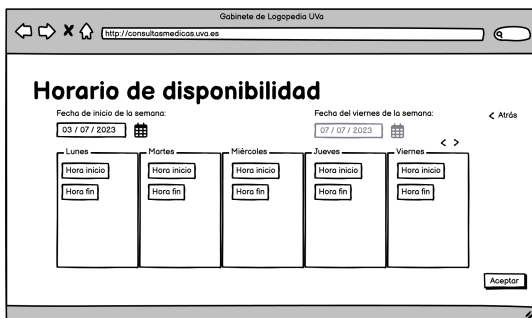 Gabinete de Logopedia UVa
http://consultasmedicas.uva.es
Horario de disponibilidad
Fecha de inicio de la semana:
Fecha del viernes de la semana:
< Atrás
03 / 07 / 2023
07 / 07 / 2023
< >
Lunes
Martes
Miércoles
Jueves
Viernes
Hora inicio
Hora inicio
Hora inicio
Hora inicio
Hora inicio
Hora fin
Hora fin
Hora fin
Hora fin
Hora fin
Aceptar